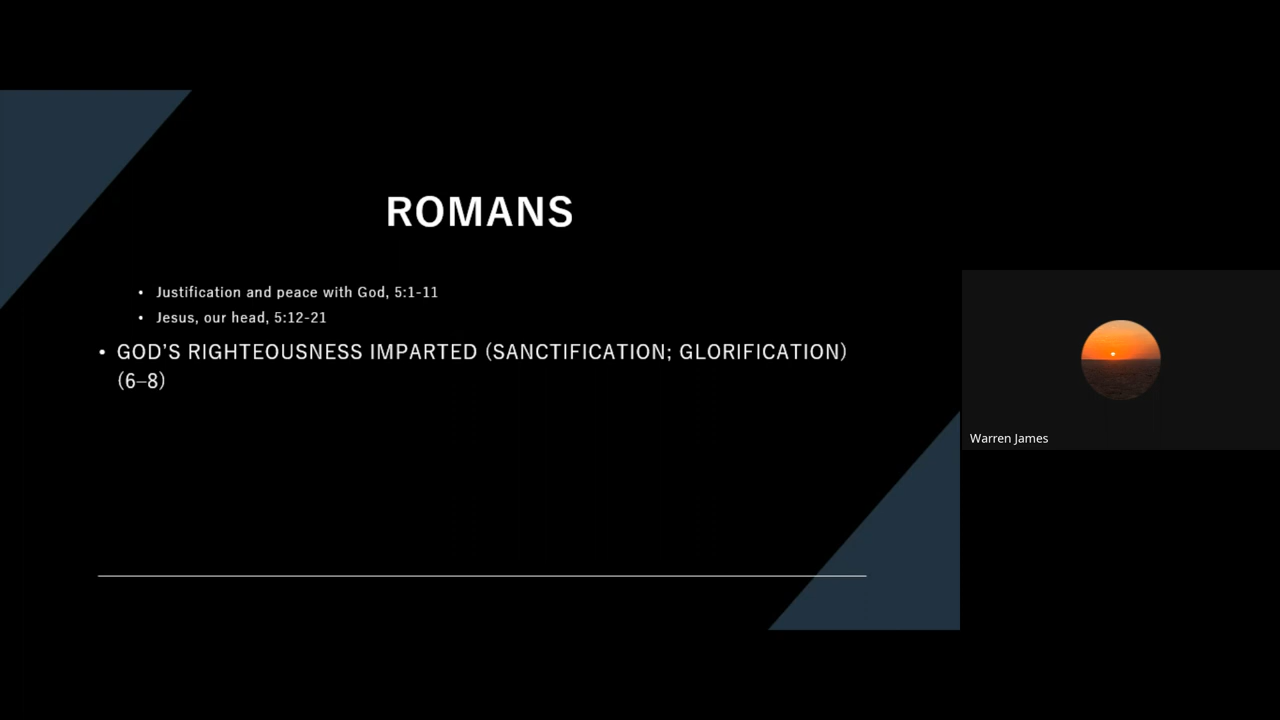 ROMANS
• Justification and peace with God, 5:1-11
• Jesus, our head, 5:12-21
• GOD’S RIGHTEOUSNESS IMPARTED (SANCTIFICATION; GLORIFICATION)
(6–8)
Warren James